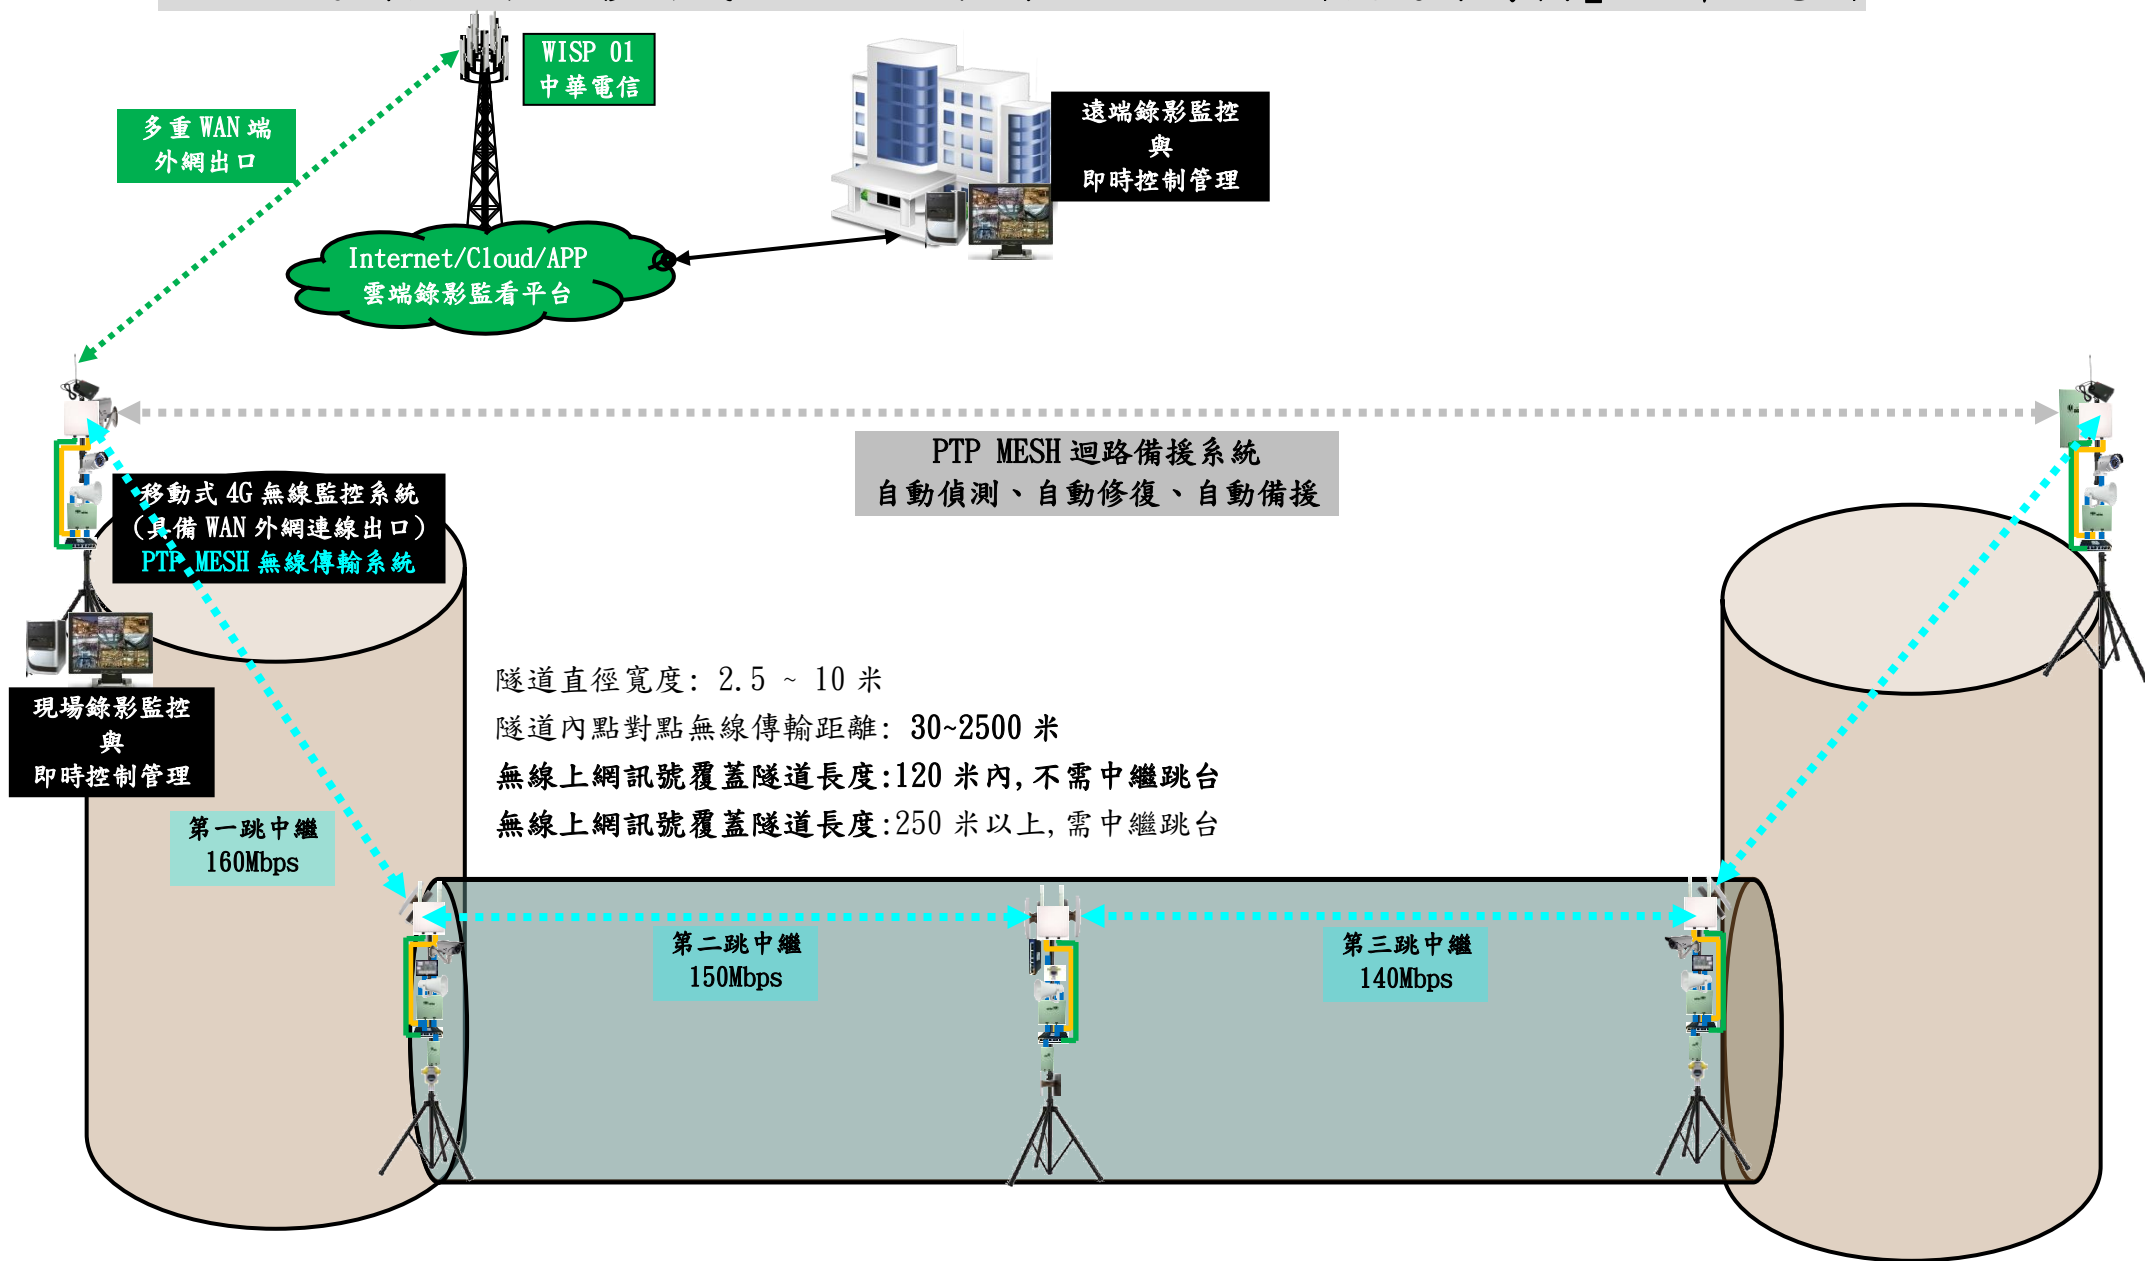 WISP 01
中華電信
多重 WAN 端
外網出口
遠端錄影監控
與
即時控制管理
Internet/Cloud/APP
雲端錄影監看平台
PTP MESH 迴路備援系統
自動偵測、自動修復、自動備援
移動式 4G 無線監控系統
(具備 WAN 外網連線出口)
PTP MESH 無線傳輸系統
現場錄影監控
與
即時控制管理
隧道直徑寬度: 2.5 ~ 10 米
隧道內點對點無線傳輸距離: 30~2500 米
無線上網訊號覆蓋隧道長度:120 米內,不需中繼跳台
無線上網訊號覆蓋隧道長度:250 米以上,需中繼跳台
第一跳中繼
160Mbps
第二跳中繼
150Mbps
第三跳中繼
140Mbps